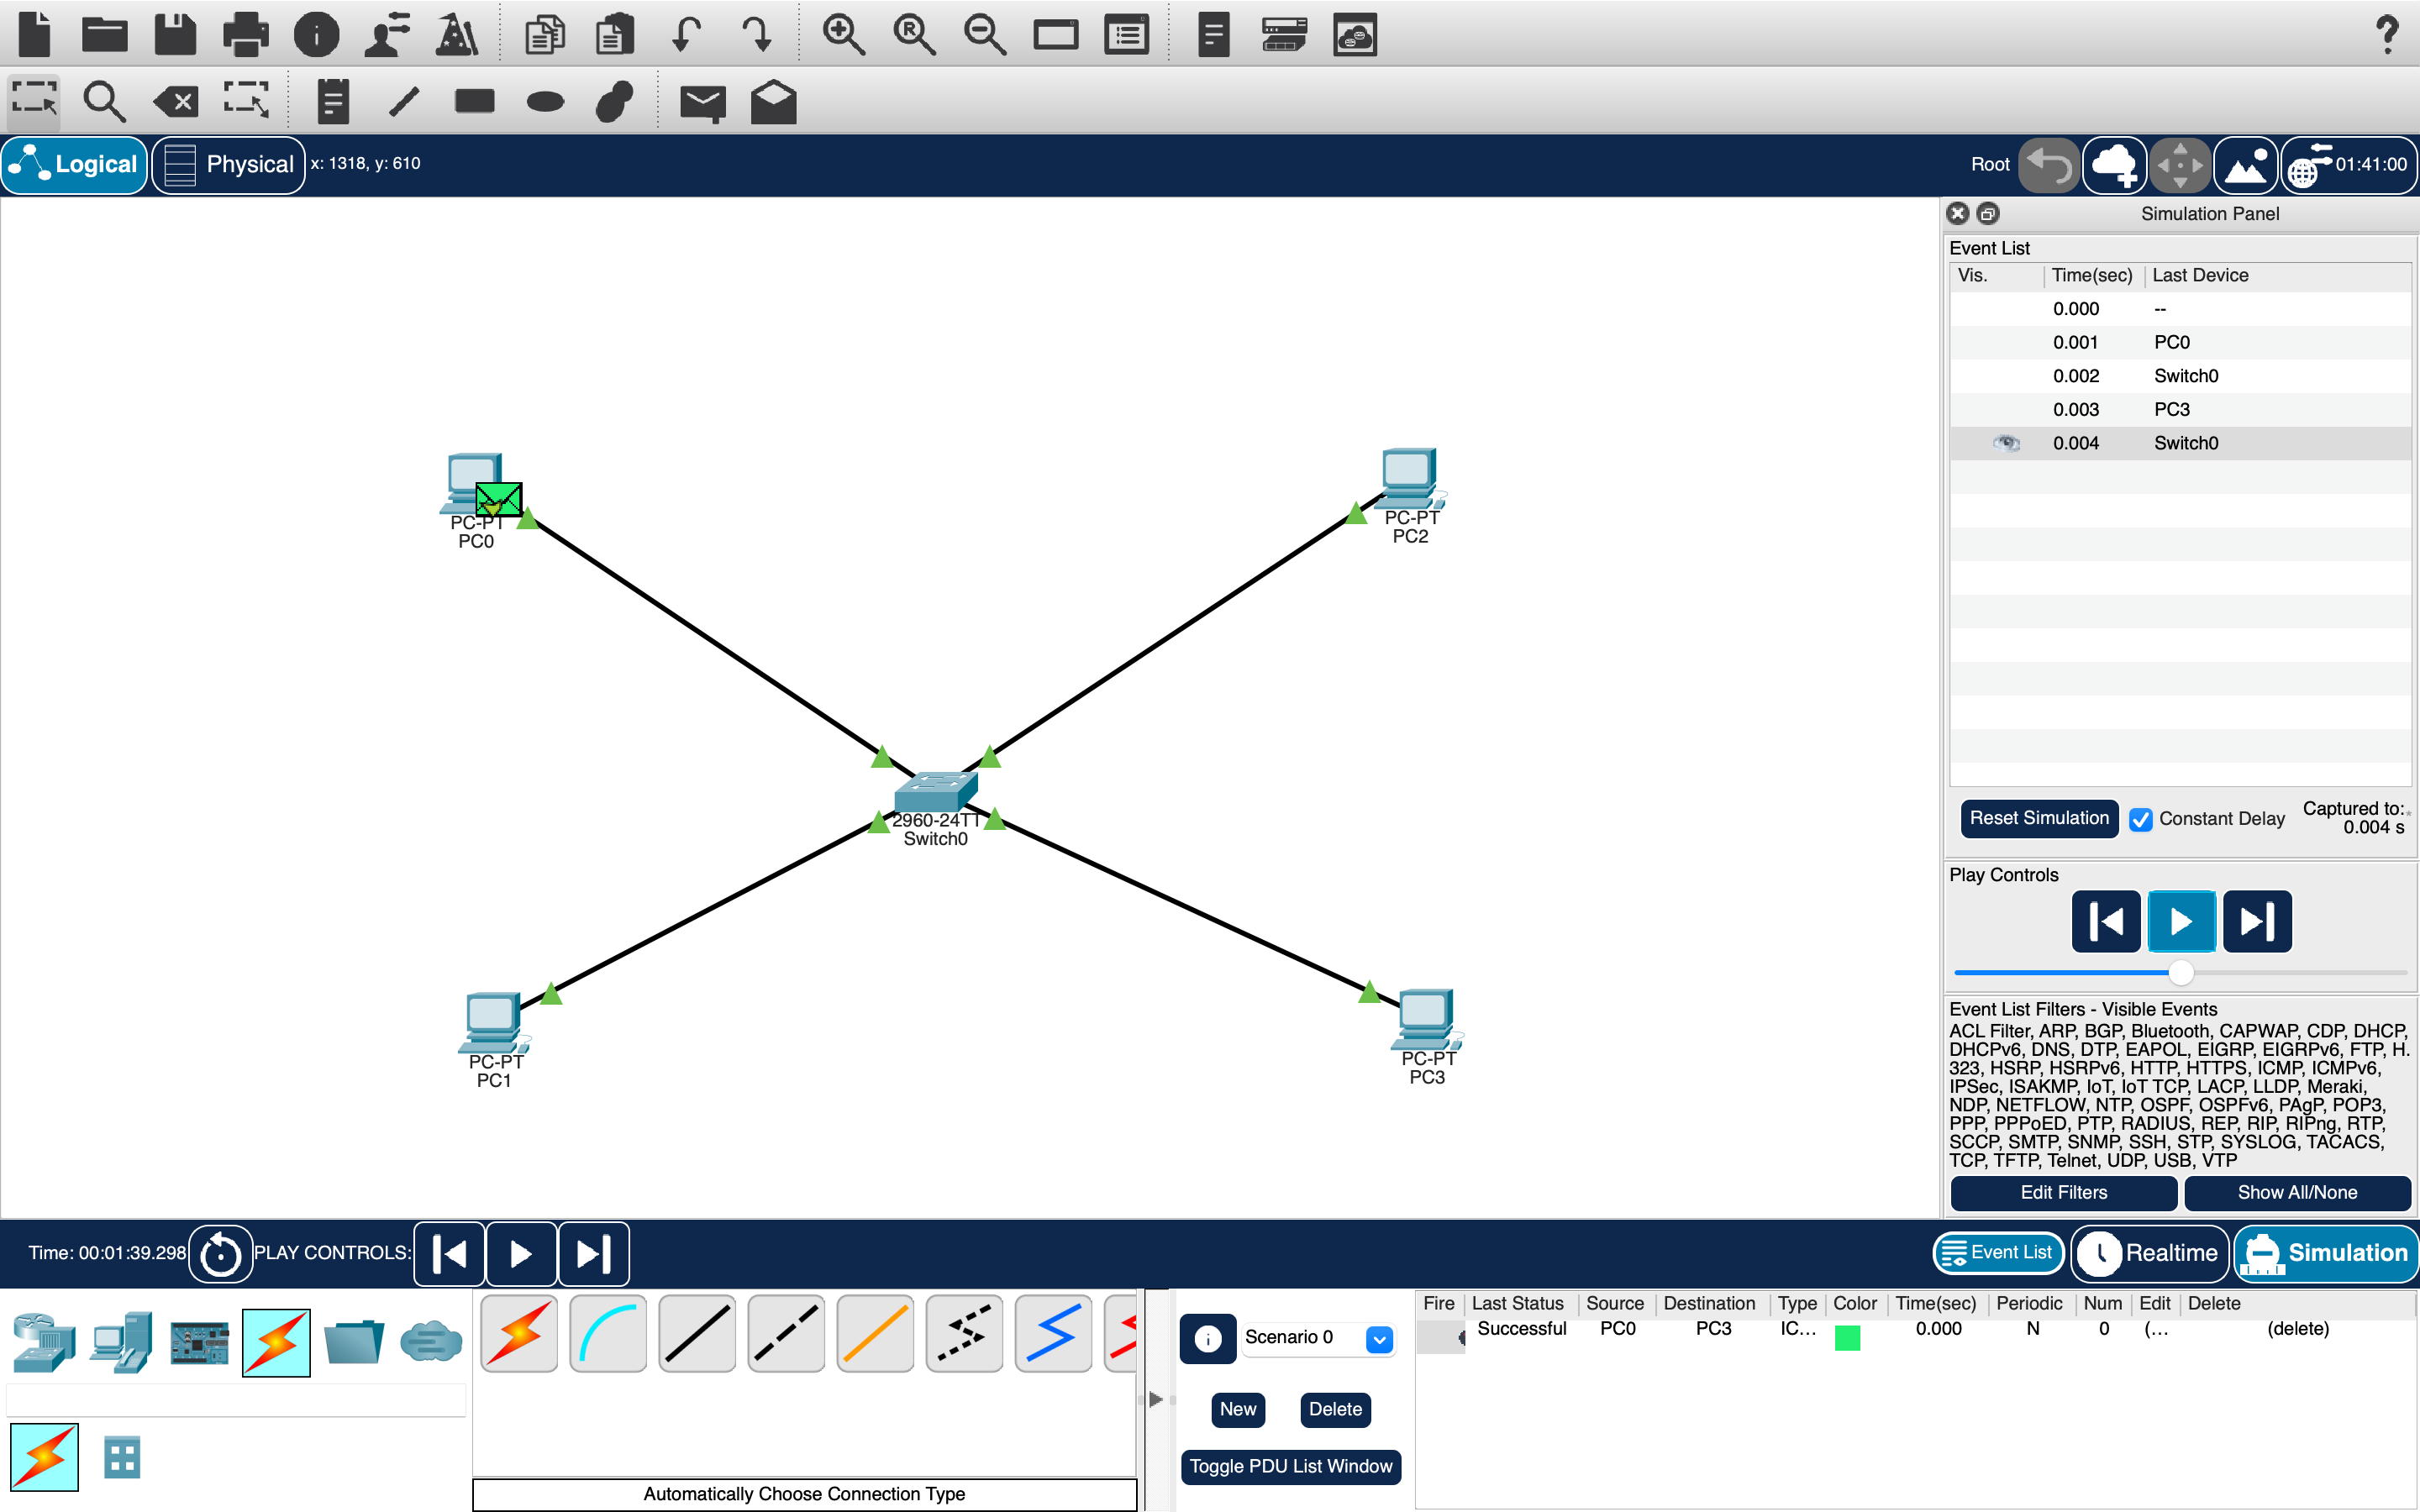 Logical
Physical
x: 1318, y: 610
Root
01:41:00
Simulation Panel
Event List
Vis.
Time(sec)
Last Device
0.000
--
0.001
PC0
0.002
Switch0
0.003
PC3
0.004
Switch0
PC-PT
PC0
PC-PT
PC2
2960-24TT
Switch0
PC-PT
PC1
PC-PT
PC3
Reset Simulation
Constant Delay
Captured to:
0.004 s
Play Controls
Event List Filters - Visible Events
ACL Filter, ARP, BGP, Bluetooth, CAPWAP, CDP, DHCP,
DHCPv6, DNS, DTP, EAPOL, EIGRP, EIGRPv6, FTP, H.
323, HSRP, HSRPv6, HTTP, HTTPS, ICMP, ICMPv6,
IPSec, ISAKMP, IoT, IoT TCP, LACP, LLDP, Meraki,
NDP, NETFLOW, NTP, OSPF, OSPFv6, PAgP, POP3,
PPP, PPPoED, PTP, RADIUS, REP, RIP, RIPng, RTP,
SCCP, SMTP, SNMP, SSH, STP, SYSLOG, TACACS,
TCP, TFTP, Telnet, UDP, USB, VTP
Edit Filters
Show All/None
Time: 00:01:39.298
PLAY CONTROLS:
Event List
Realtime
Simulation
Automatically Choose Connection Type
Scenario 0
New
Delete
Toggle PDU List Window
Fire
Last Status
Source
Destination
Type
Color
Time(sec)
Periodic
Num
Edit
Delete
Successful
PC0
PC3
IC...
0.000
N
0
(...
(delete)